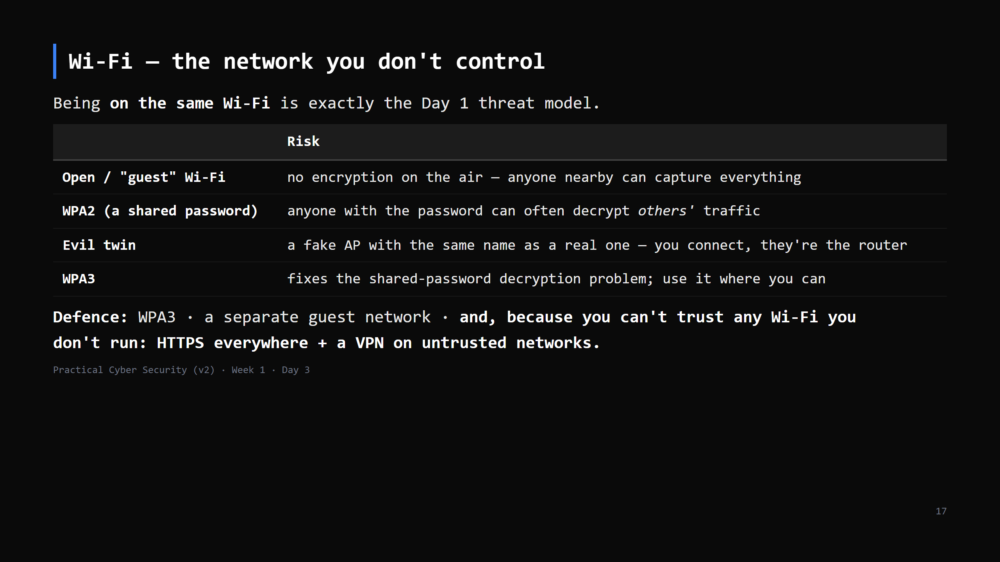 Wi-Fi — the network you don't control
Being on the same Wi-Fi is exactly the Day 1 threat model.
Risk
Open / "guest" Wi-Fi no encryption on the air — anyone nearby can capture everything
WPA2 (a shared password) anyone with the password can often decrypt others' traffic
Evil twin a fake AP with the same name as a real one — you connect, they're the router
WPA3 fixes the shared-password decryption problem; use it where you can
Defence: WPA3 · a separate guest network · and, because you can't trust any Wi-Fi you
don't run: HTTPS everywhere + a VPN on untrusted networks.
Practical Cyber Security (v2) · Week 1 · Day 3
17